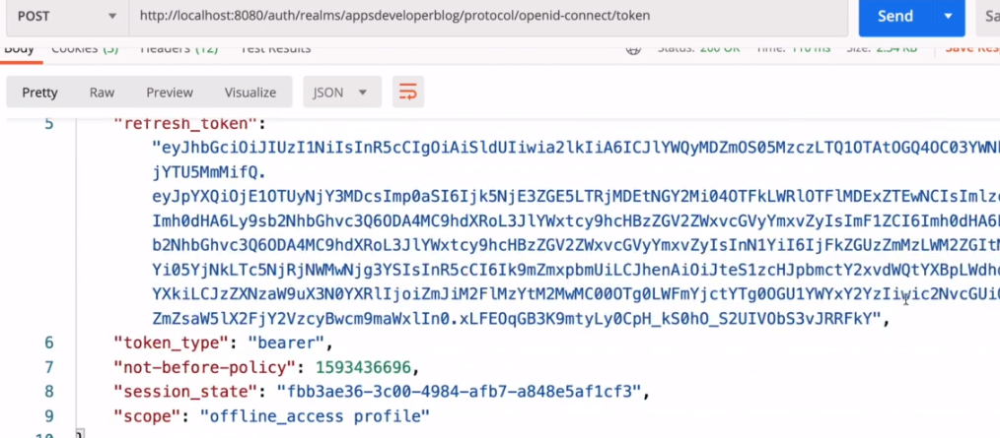 POST http://localhost:8080/auth/realms/appsdeveloperblog/protocol/openid-connect/token Send Sa
Body Cookies (5) Headers (12) Test Results Status: 200 OK Time: 110 ms Size: 2.54 KB Save Res
Pretty Raw Preview Visualize JSON
5 "refresh_token":
"eyJhbGciOiJIUzI1NiIsInR5cCIgOiAiSldUIiwia2lkIiA6ICJlYWQyMDZmOS05MzczLTQ1OTAtOGQ4OC03YWN
jYTU5MmMifQ.
eyJpYXQiOjE1OTUyNjY3MDcsImp0aSI6Ijk5NjE3ZGE5LTRjMDEtNGY2Mi04OTFkLWRlOTFlMDExZTEwNCIsImlz
Imh0dHA6Ly9sb2NhbGhvc3Q6ODA4MC9hdXRoL3JlYWxtcy9hcHBzZGV2ZWxvcGVyYmxvZyIsImF1ZCI6Imh0dHA6
b2NhbGhvc3Q6ODA4MC9hdXRoL3JlYWxtcy9hcHBzZGV2ZWxvcGVyYmxvZyIsInN1YiI6IjFkZGUzZmMzLWM2ZGIt
Yi05YjNkLTc5NjRjNWMwNjg3YSIsInR5cCI6Ik9mZmxpbmUiLCJhenAiOiJteS1zcHJpbmctY2xvdWQtYXBpLWdh
YXkiLCJzZXNzaW9uX3N0YXRlIjoiZmJiM2FlMzYtM2MwMC00OTg0LWFmYjctYTg0OGU1YWYxY2YzIiwic2NvcGUi
ZmZsaW5lX2FjY2VzcyBwcm9maWxlIn0.xLFEOqGB3K9mtyLy0CpH_kS0hO_S2UIVObS3vJRRFkY",
6 "token_type": "bearer",
7 "not-before-policy": 1593436696,
8 "session_state": "fbb3ae36-3c00-4984-afb7-a848e5af1cf3",
9 "scope": "offline_access profile"
10 }